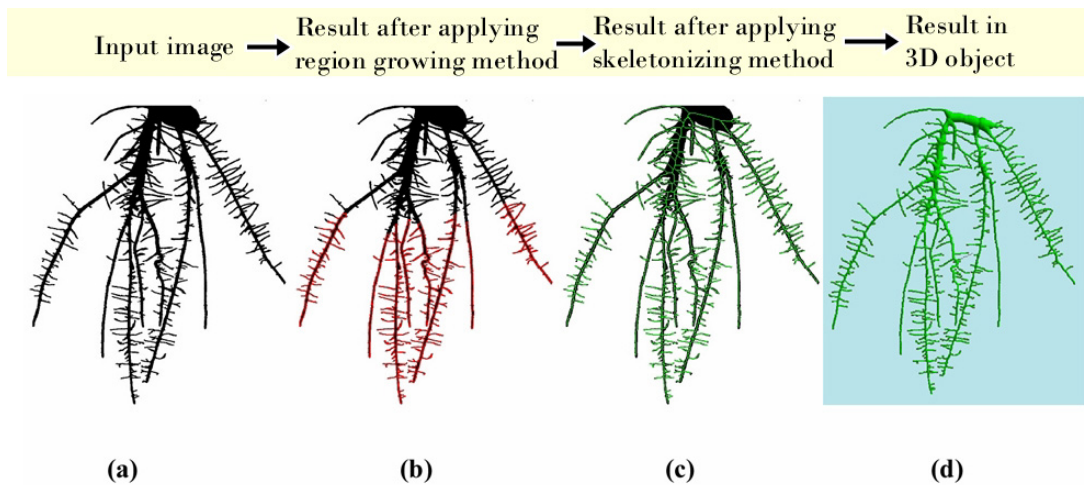 Input image
Result after applying
region growing method
Result after applying
skeletonizing method
Result in
3D object
(a) (b) (c) (d)